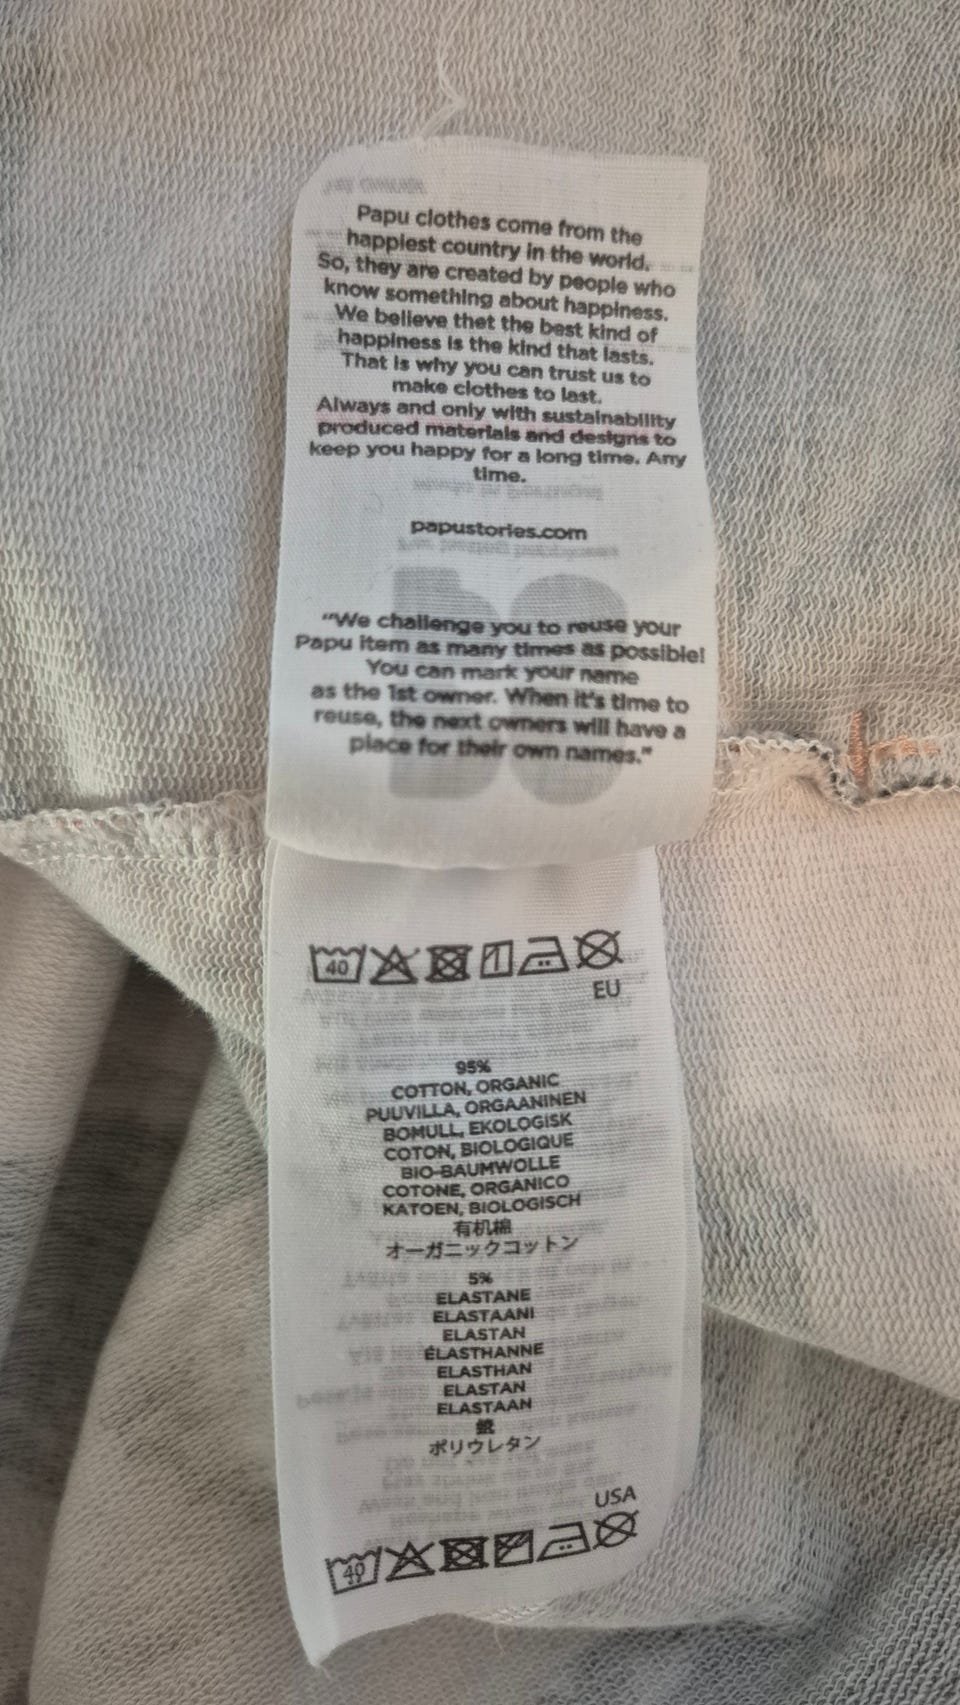 Papu clothes come from the
happiest country in the world.
So, they are created by people who
know something about happiness.
We believe thet the best kind of
happiness is the kind that lasts.
That is why you can trust us to
make clothes to last.
Always and only with sustainability
produced materials and designs to
keep you happy for a long time. Any
time.
papustories.com
"We challenge you to reuse your
Papu item as many times as possible!
You can mark your name
as the 1st owner. When it's time to
reuse, the next owners will have a
place for their own names."
40
EU
95%
COTTON, ORGANIC
PUUVILLA, ORGAANINEN
BOMULL, EKOLOGISK
COTON, BIOLOGIQUE
BIO-BAUMWOLLE
COTONE, ORGANICO
KATOEN, BIOLOGISCH
有机棉
オーガニックコットン
5%
ELASTANE
ELASTAANI
ELASTAN
ÉLASTHANNE
ELASTHAN
ELASTAN
ELASTAAN
ポリウレタン
USA
40